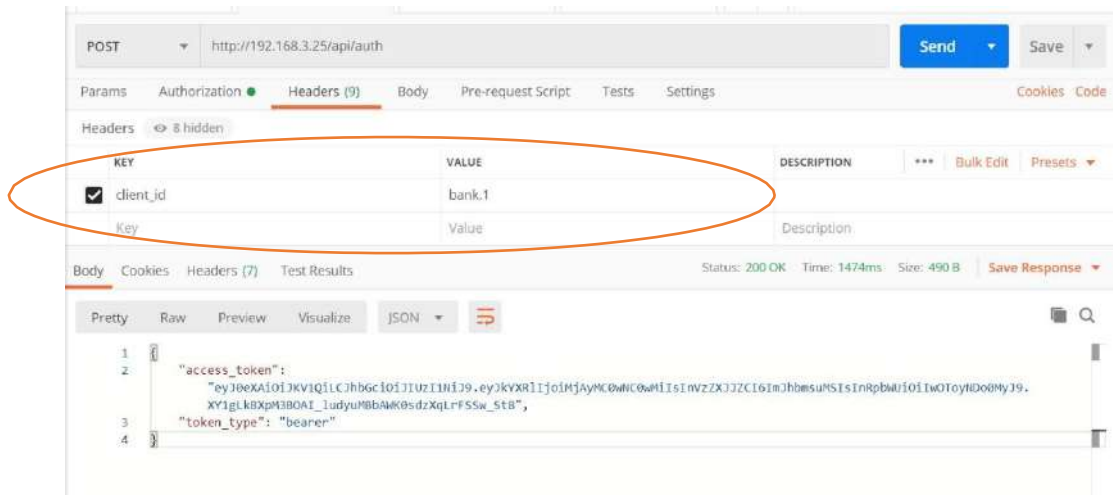 POST http://192.168.3.25/api/auth Send Save
Params Authorization Headers (9) Body Pre-request Script Tests Settings Cookies Code
Headers 8 hidden
KEY VALUE DESCRIPTION ••• Bulk Edit Presets
client_id bank.1
Key Value Description
Body Cookies Headers (7) Test Results Status: 200 OK Time: 1474ms Size: 490 B Save Response
Pretty Raw Preview Visualize JSON
1 {
2 "access_token":
"eyJ0eXAiOiJKV1QiLCJhbGciOiJIUzI1NiJ9.eyJkYXRlIjoiMjAyMC0wNC0wMiIsInVzZXJJZCI6ImJhbmsuMSIsInRpbWUiOiIwOToyNDo0MyJ9.
3 "token_type": "bearer"
4 }